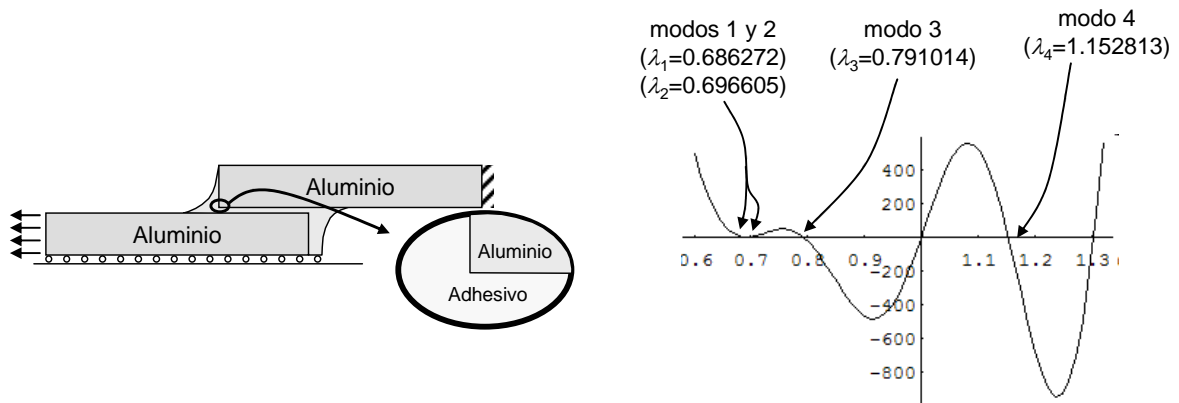 Aluminio
Aluminio
Aluminio
Adhesivo
modos 1 y 2
(λ₁=0.686272)
(λ₂=0.696605)
modo 3
(λ₃=0.791014)
modo 4
(λ₄=1.152813)
400
200
0.6 0.7 0.8 0.9 1.1 1.2 1.3
-200
-400
-600
-800